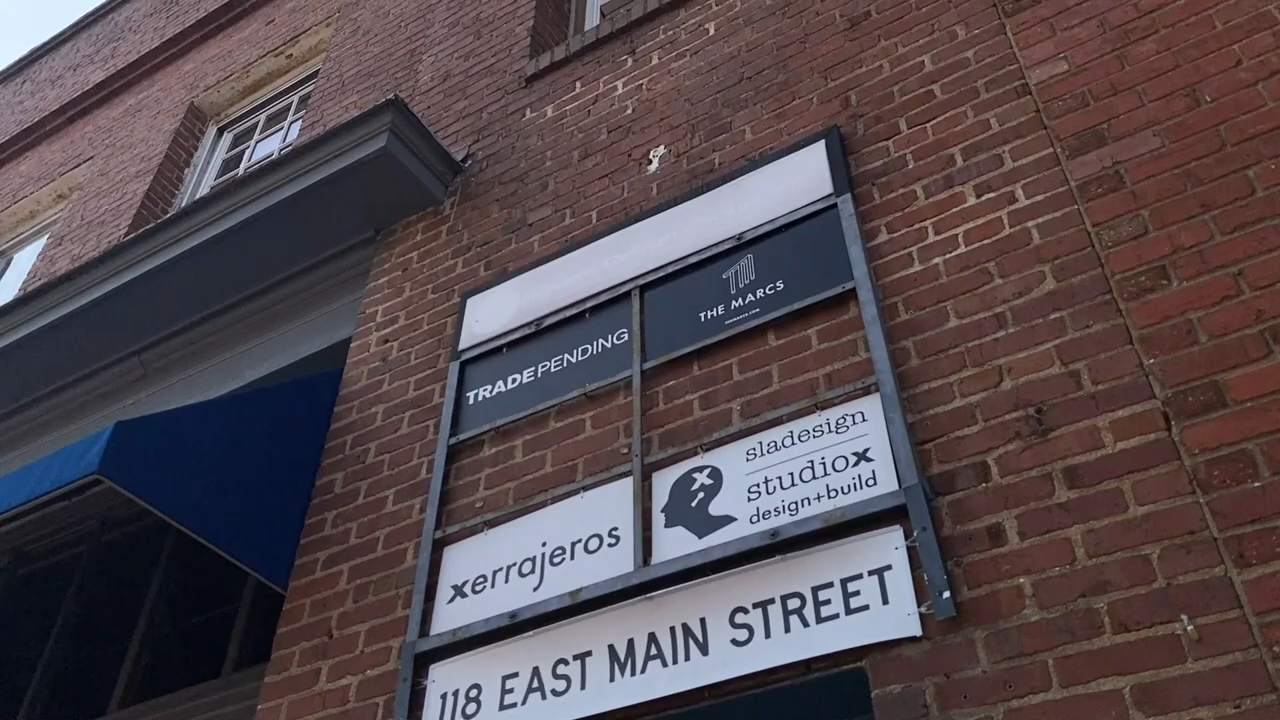 TRADEPENDING
THE MARCS
xerrajeros
sladesign
studiox
design+build
118 EAST MAIN STREET